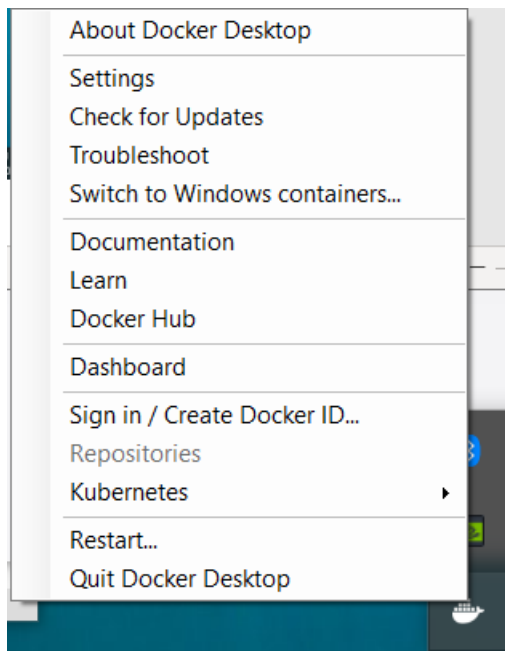 About Docker Desktop
Settings
Check for Updates
Troubleshoot
Switch to Windows containers...
Documentation
Learn
Docker Hub
Dashboard
Sign in / Create Docker ID...
Repositories
Kubernetes
Restart...
Quit Docker Desktop